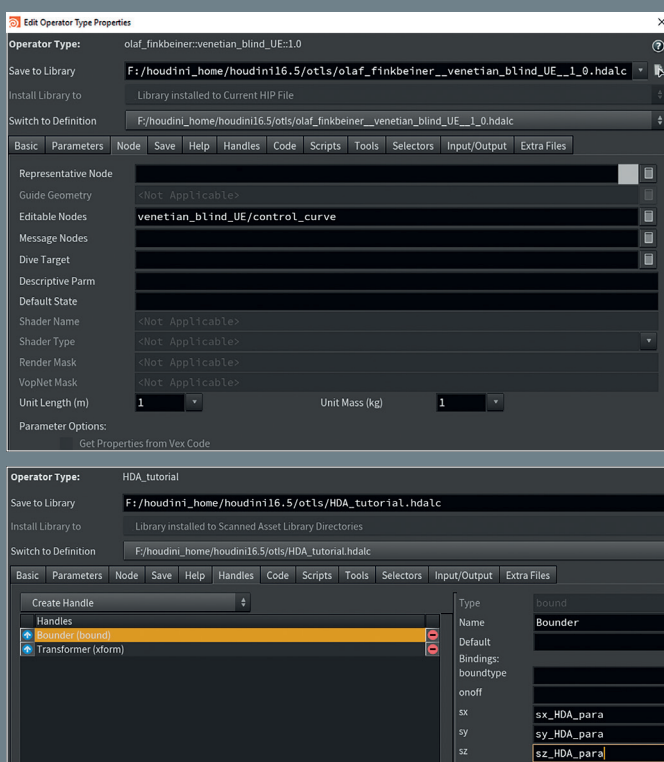 Edit Operator Type Properties
Operator Type: olaf_finkbeiner::venetian_blind_UE::1.0
Save to Library F:/houdini_home/houdini16.5/otls/olaf_finkbeiner__venetian_blind_UE__1_0.hdalc
Install Library to Library installed to Current HIP File
Switch to Definition F:/houdini_home/houdini16.5/otls/olaf_finkbeiner__venetian_blind_UE__1_0.hdalc
Basic Parameters Node Save Help Handles Code Scripts Tools Selectors Input/Output Extra Files
Representative Node
Guide Geometry <Not Applicable>
Editable Nodes venetian_blind_UE/control_curve
Message Nodes
Dive Target
Descriptive Parm
Default State
Shader Name <Not Applicable>
Shader Type <Not Applicable>
Render Mask <Not Applicable>
VopNet Mask <Not Applicable>
Unit Length (m) 1 Unit Mass (kg) 1
Parameter Options:
Get Properties from Vex Code
Operator Type: HDA_tutorial
Save to Library F:/houdini_home/houdini16.5/otls/HDA_tutorial.hdalc
Install Library to Library installed to Scanned Asset Library Directories
Switch to Definition F:/houdini_home/houdini16.5/otls/HDA_tutorial.hdalc
Basic Parameters Node Save Help Handles Code Scripts Tools Selectors Input/Output Extra Files
Create Handle
Handles
Bounder (bound)
Transformer (xform)
Type bound
Name Bounder
Default
Bindings:
boundtype
onoff
sx sx_HDA_para
sy sy_HDA_para
sz sz_HDA_para